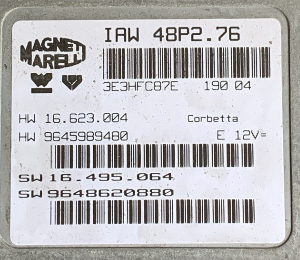 MAGNETI MARELLI
IAW 48P2.76
3E3HFC87E 190 04
HW 16.623.004 Corbetta
HW 9645989480 E 12V=
SW 16.495.064
SW 9648620880